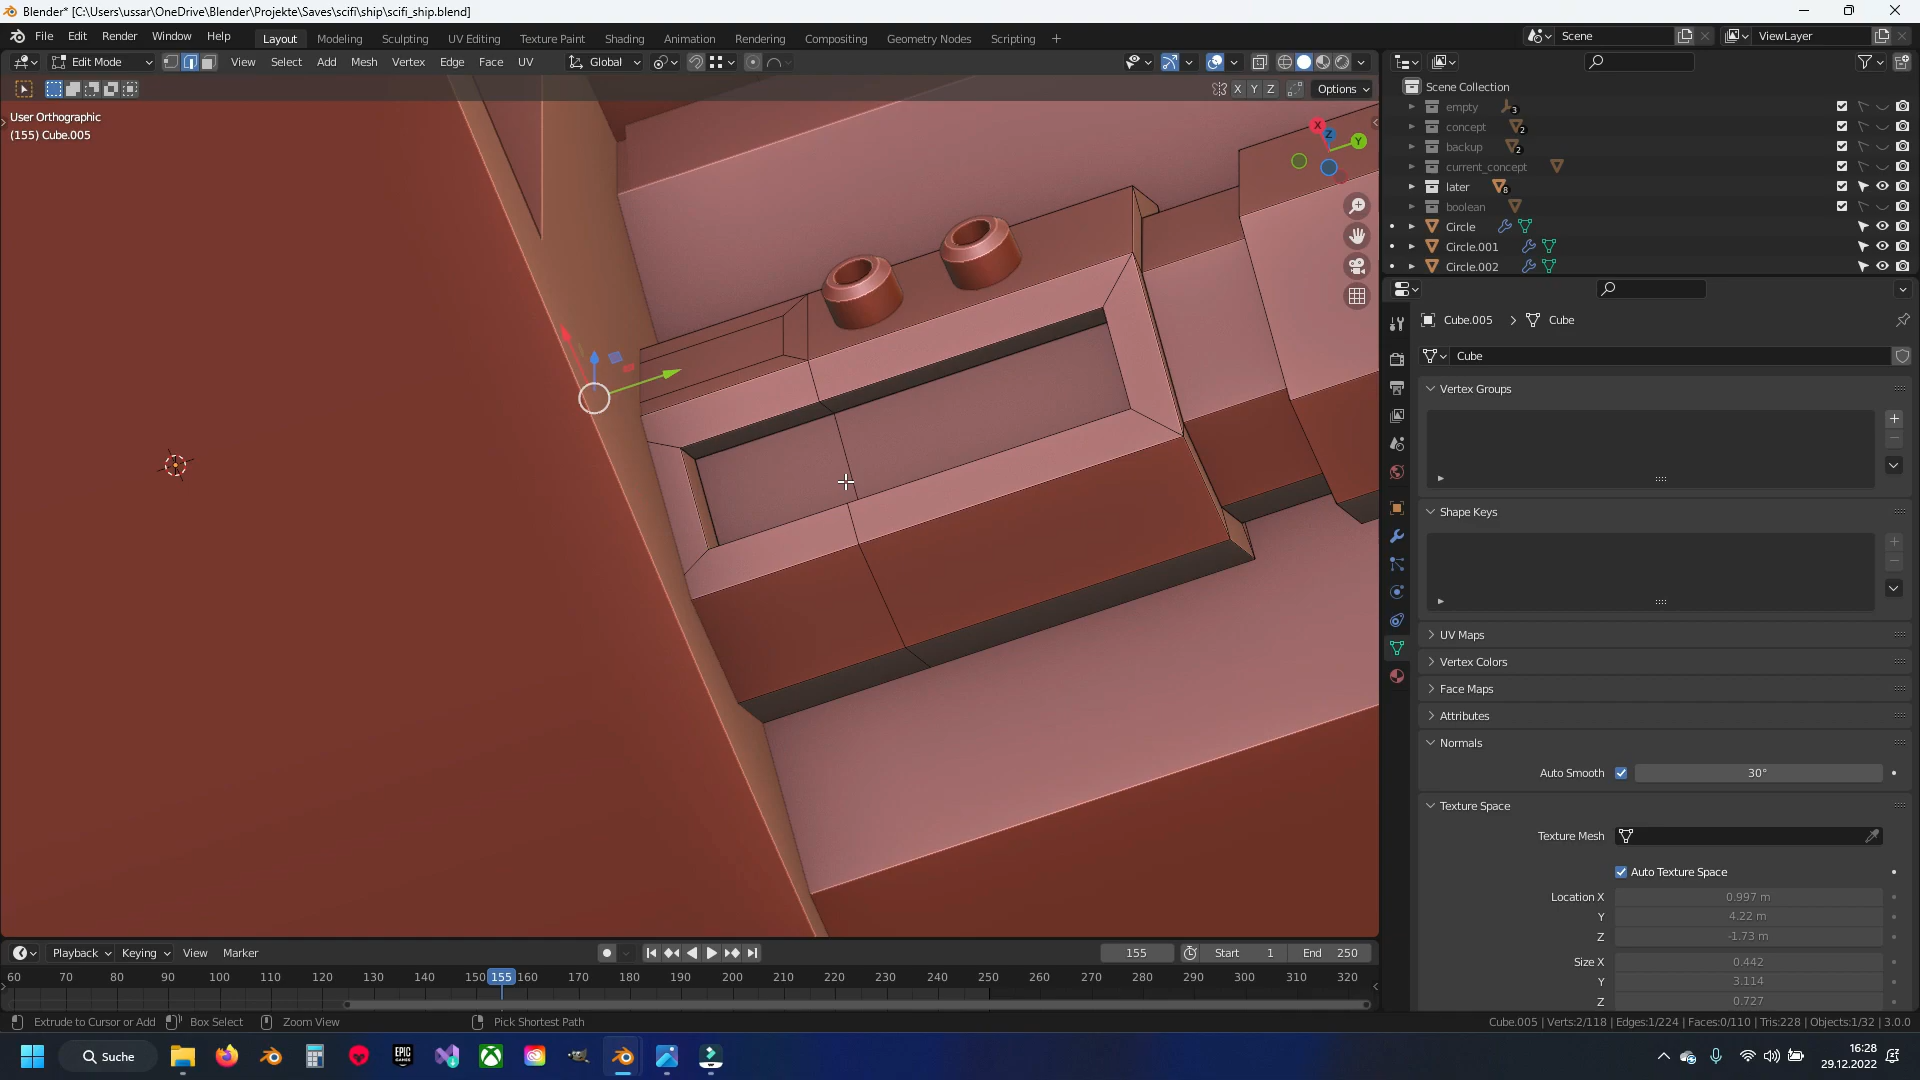 Blender* [C:\Users\ussar\OneDrive\Blender\Projekte\Saves\scifi\ship\scifi_ship.blend]
File Edit Render Window Help Layout Modeling Sculpting UV Editing Texture Paint Shading Animation Rendering Compositing Geometry Nodes Scripting + Scene ViewLayer
Edit Mode View Select Add Mesh Vertex Edge Face UV Global
X Y Z Options
User Orthographic
(155) Cube.005
X Z Y
Scene Collection
empty 3
concept 2
backup 2
current_concept
later 8
boolean
Circle
Circle.001
Circle.002
Cube.005 > Cube
Cube
Vertex Groups
Shape Keys
UV Maps
Vertex Colors
Face Maps
Attributes
Normals
Auto Smooth 30°
Texture Space
Texture Mesh
Auto Texture Space
Location X 0.997 m
Y 4.22 m
Z -1.73 m
Size X 0.442
Y 3.114
Z 0.727
Playback Keying View Marker 155 Start 1 End 250
60 70 80 90 100 110 120 130 140 150 155 160 170 180 190 200 210 220 230 240 250 260 270 280 290 300 310 320
Extrude to Cursor or Add Box Select Zoom View Pick Shortest Path Cube.005 | Verts:2/118 | Edges:1/224 | Faces:0/110 | Tris:228 | Objects:1/32 | 3.0.0
Suche EPIC GAMES 16:28
29.12.2022